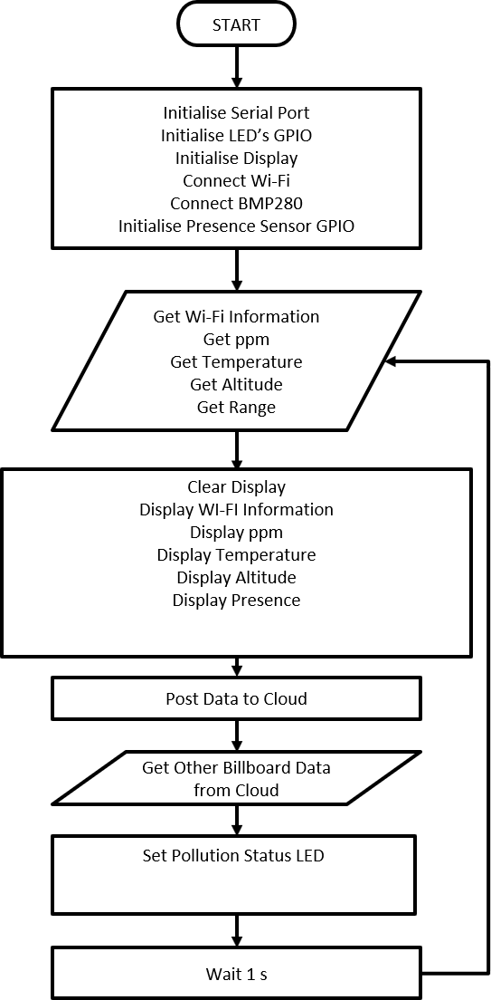 START
Initialise Serial Port
Initialise LED’s GPIO
Initialise Display
Connect Wi-Fi
Connect BMP280
Initialise Presence Sensor GPIO
Get Wi-Fi Information
Get ppm
Get Temperature
Get Altitude
Get Range
Clear Display
Display WI-FI Information
Display ppm
Display Temperature
Display Altitude
Display Presence
Post Data to Cloud
Get Other Billboard Data
from Cloud
Set Pollution Status LED
Wait 1 s